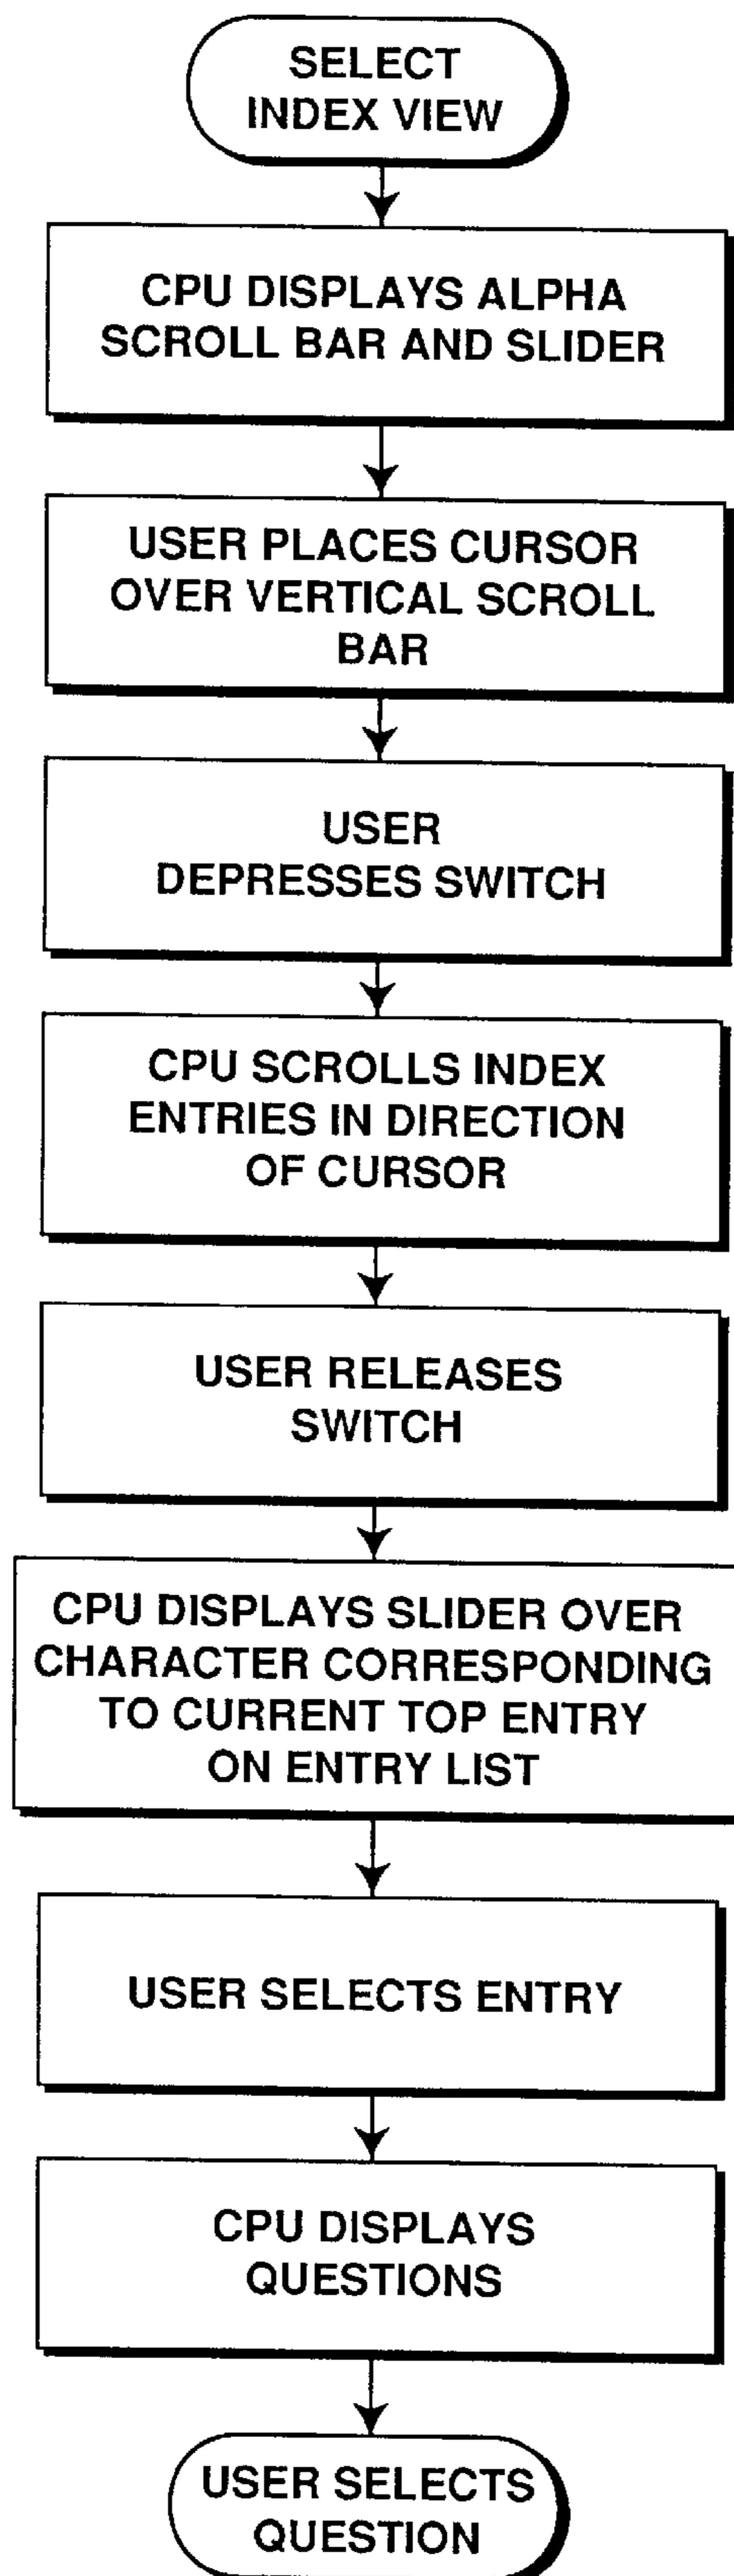 SELECT
INDEX VIEW
CPU DISPLAYS ALPHA
SCROLL BAR AND SLIDER
USER PLACES CURSOR
OVER VERTICAL SCROLL
BAR
USER
DEPRESSES SWITCH
CPU SCROLLS INDEX
ENTRIES IN DIRECTION
OF CURSOR
USER RELEASES
SWITCH
CPU DISPLAYS SLIDER OVER
CHARACTER CORRESPONDING
TO CURRENT TOP ENTRY
ON ENTRY LIST
USER SELECTS ENTRY
CPU DISPLAYS
QUESTIONS
USER SELECTS
QUESTION